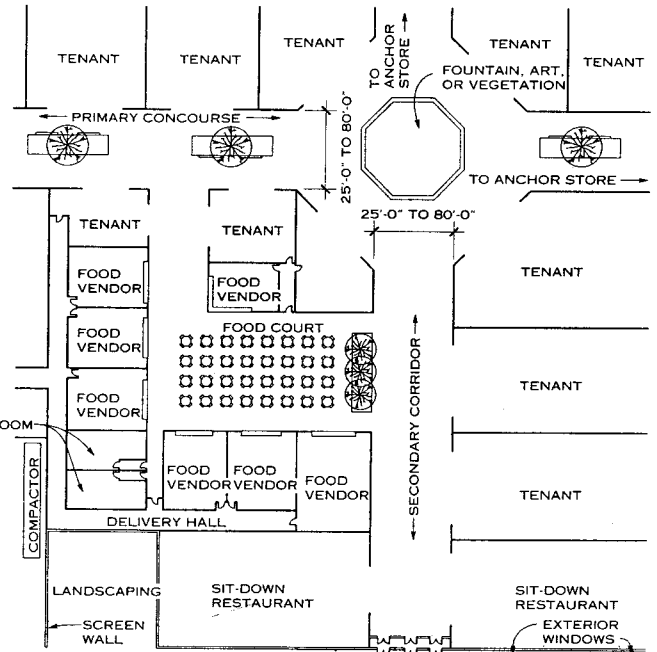 TENANT
TENANT
TENANT
TO
ANCHOR
STORE
TENANT
TENANT
FOUNTAIN, ART,
OR VEGETATION
PRIMARY CONCOURSE
25'-0" TO 80'-0"
TO ANCHOR STORE
25'-0" TO 80'-0"
TENANT
TENANT
FOOD
VENDOR
FOOD
VENDOR
TENANT
FOOD COURT
FOOD
VENDOR
SECONDARY CORRIDOR
TENANT
FOOD
VENDOR
OOM
FOOD
VENDOR
FOOD
VENDOR
FOOD
VENDOR
TENANT
COMPACTOR
DELIVERY HALL
LANDSCAPING
SIT-DOWN
RESTAURANT
SIT-DOWN
RESTAURANT
SCREEN
WALL
EXTERIOR
WINDOWS